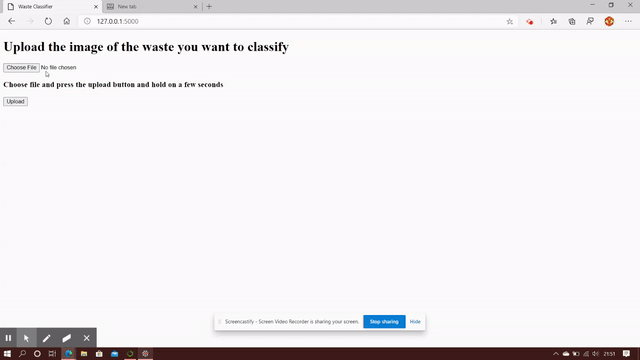 Waste Classifier
New tab
127.0.0.1:5000
Upload the image of the waste you want to classify
Choose File No file chosen
Choose file and press the upload button and hold on a few seconds
Upload
Screencastify - Screen Video Recorder is sharing your screen.
Stop sharing
Hide
21:51